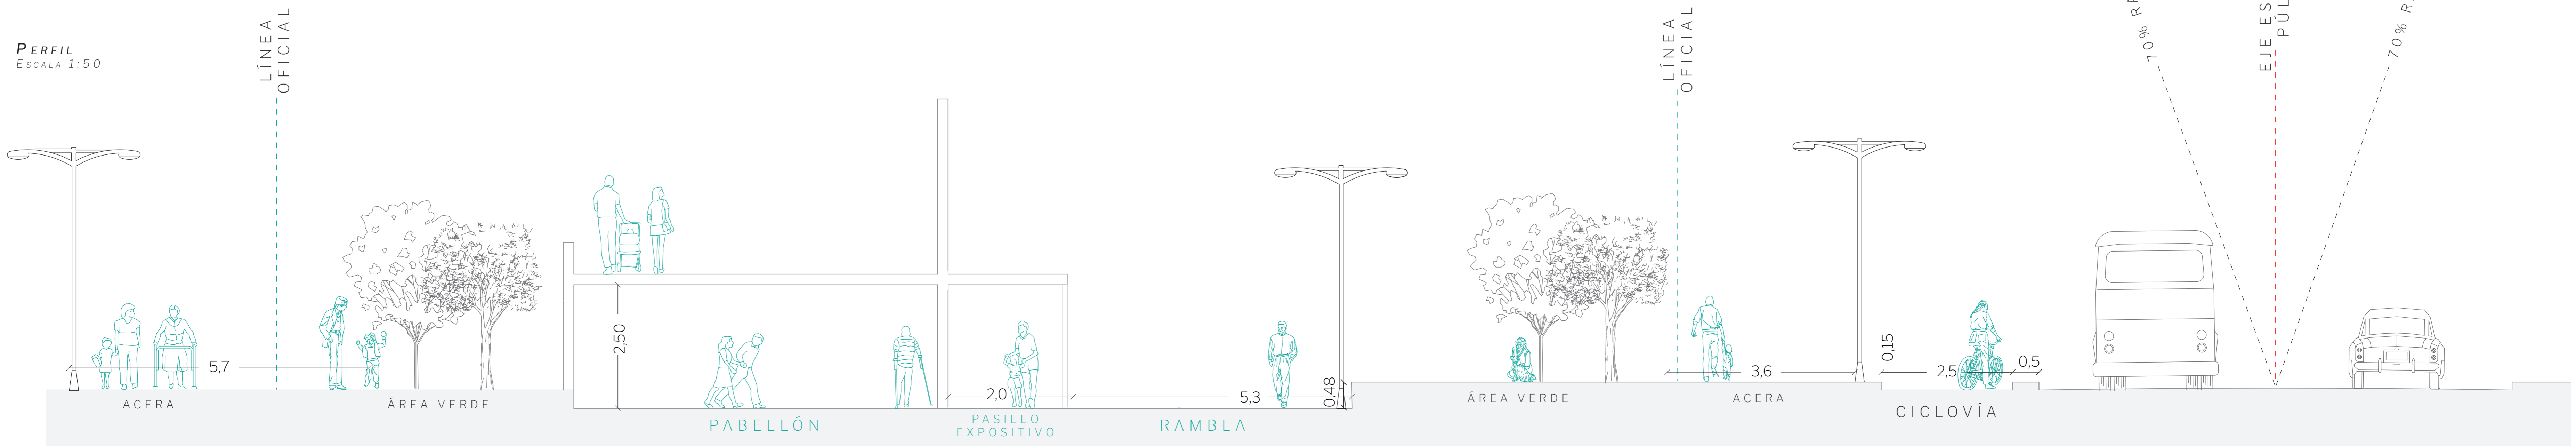 PERFIL
ESCALA 1:50
LÍNEA
OFICIAL
LÍNEA
OFICIAL
70%
EJE
70%
2,50
0,15
0,48
5,7
2,0
5,3
3,6
2,5
0,5
ACERA
ÁREA VERDE
PABELLÓN
PASILLO
EXPOSITIVO
RAMBLA
ÁREA VERDE
ACERA
CICLOVÍA